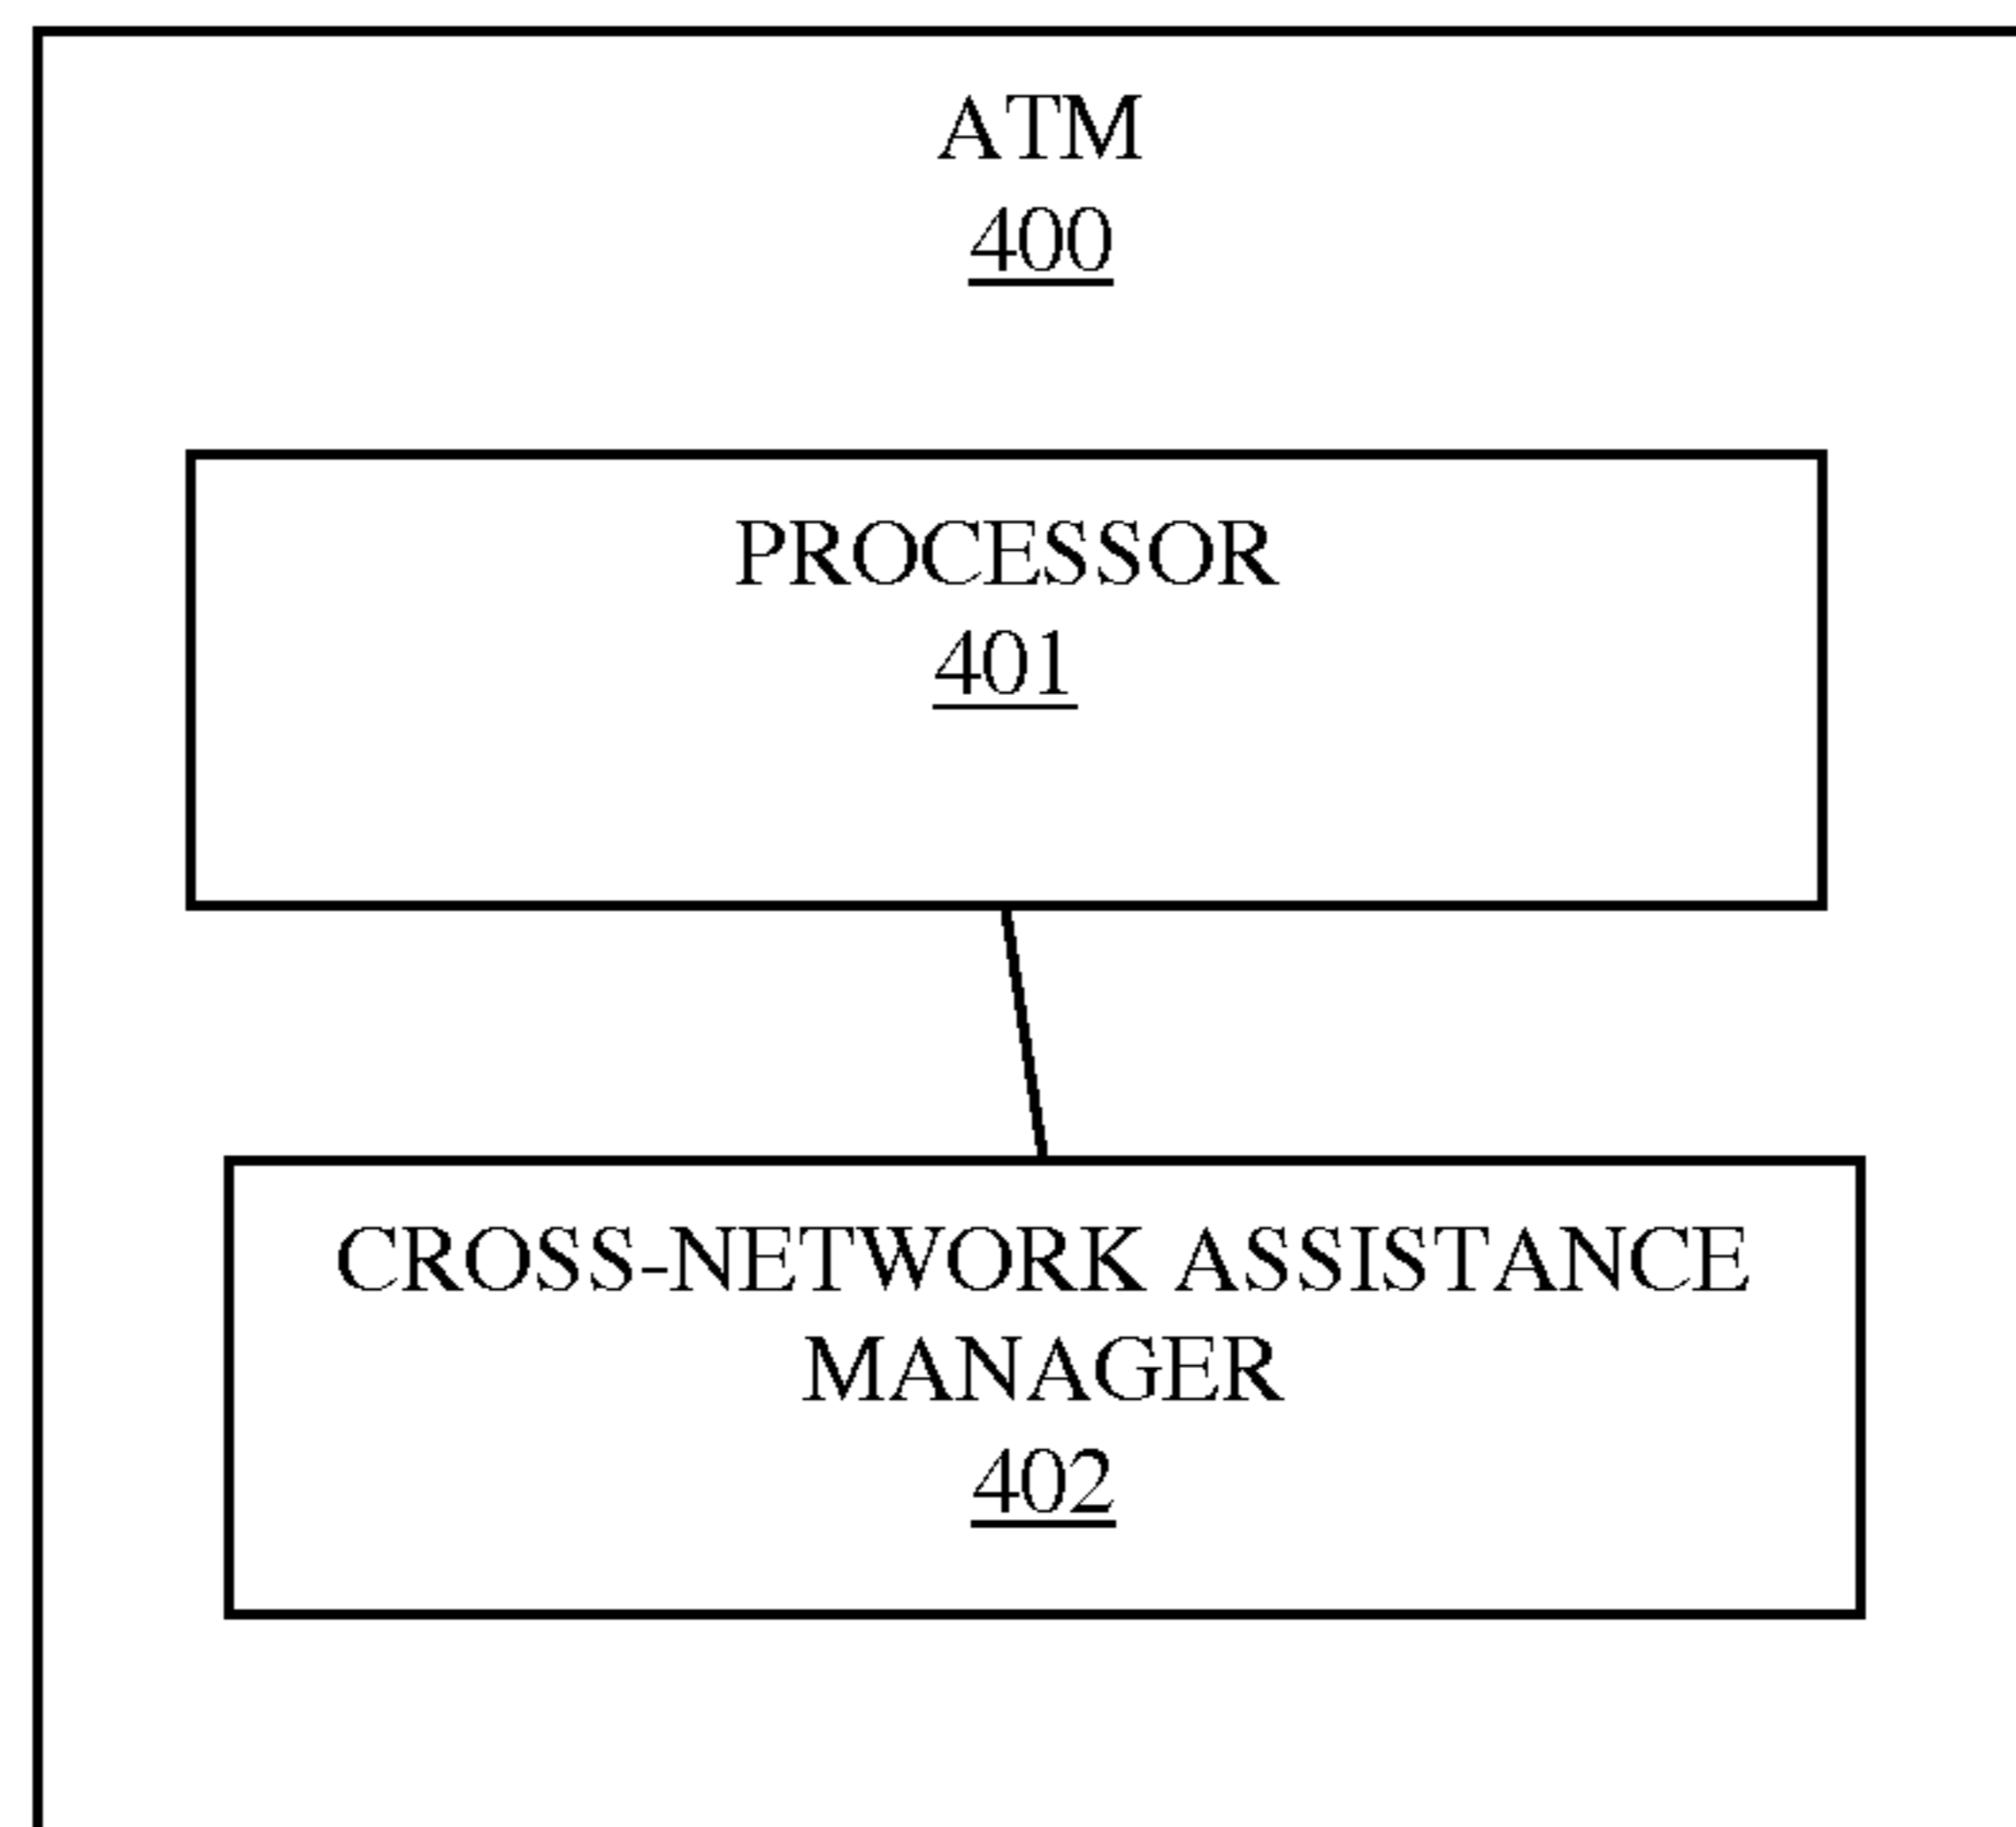 ATM
400
PROCESSOR
401
CROSS-NETWORK ASSISTANCE
MANAGER
402